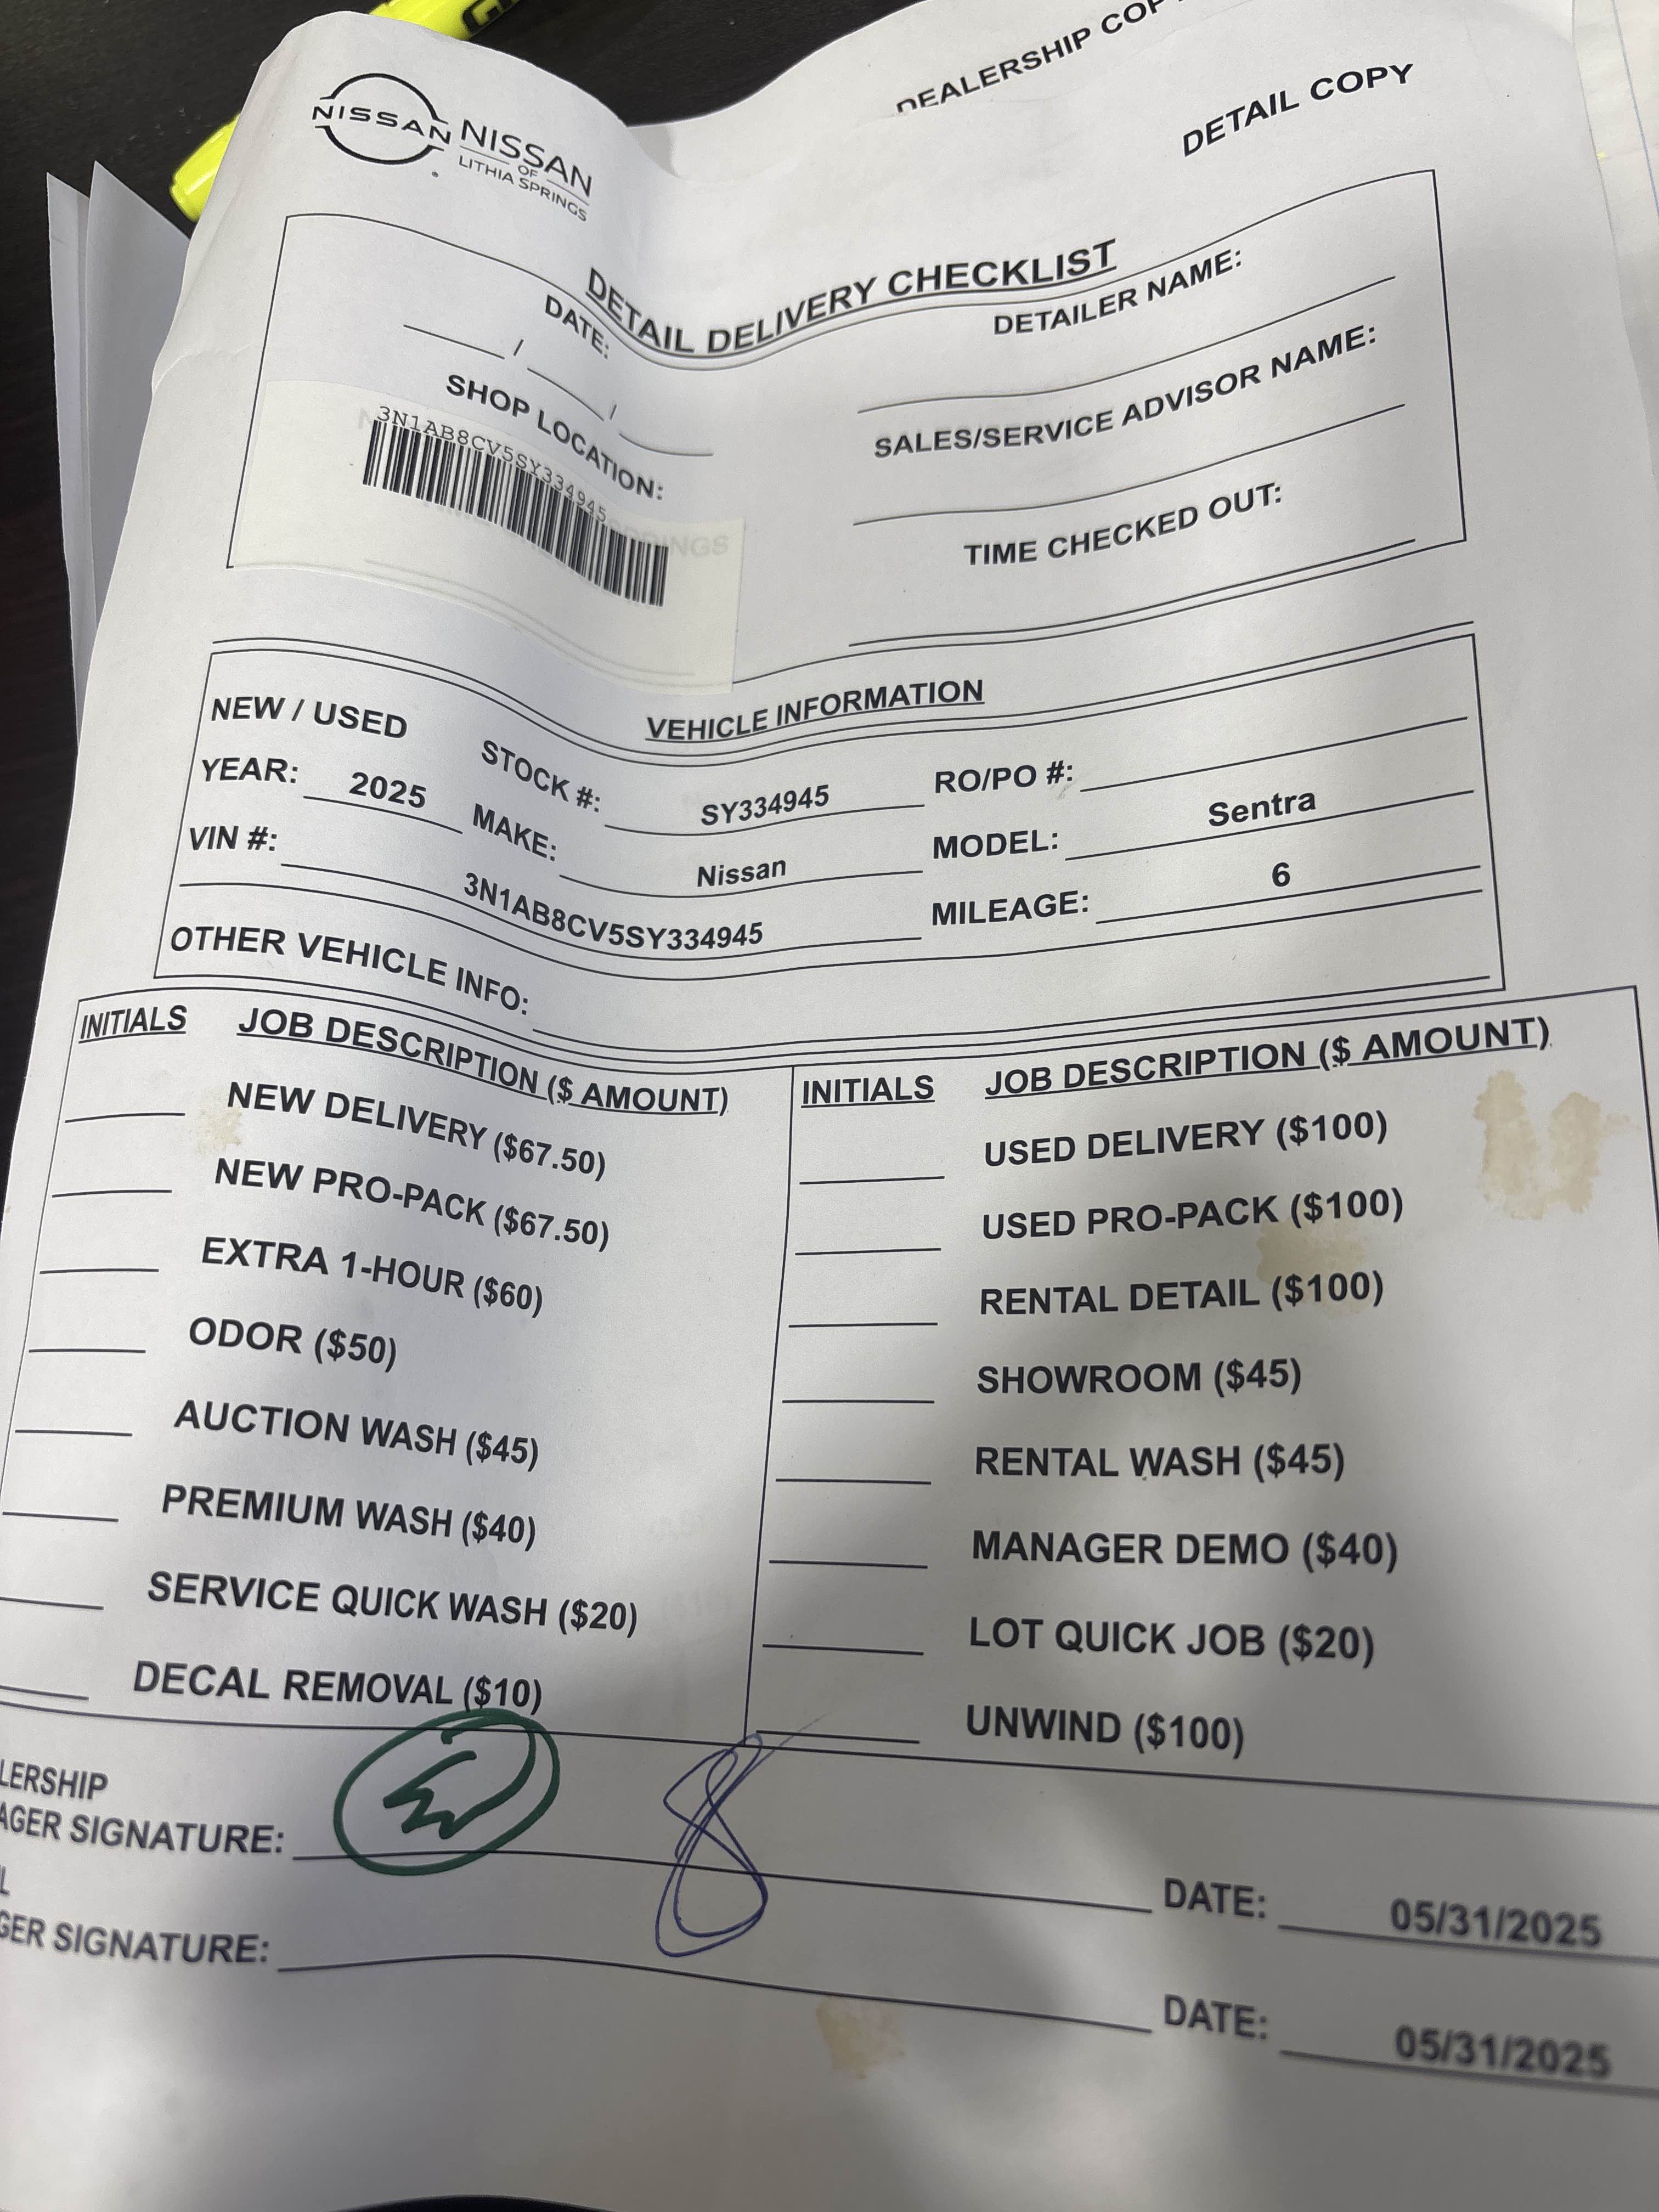 DEALERSHIP COP
DETAIL COPY
NISSAN
NISSAN
OF
LITHIA SPRINGS
DETAIL DELIVERY CHECKLIST
DATE:
/ /
SHOP LOCATION:
3N1AB8CV5SY334945
INGS
DETAILER NAME:
SALES/SERVICE ADVISOR NAME:
TIME CHECKED OUT:
VEHICLE INFORMATION
NEW / USED STOCK #: SY334945 RO/PO #:
YEAR: 2025 MAKE: Nissan MODEL: Sentra
VIN #: 3N1AB8CV5SY334945 MILEAGE: 6
OTHER VEHICLE INFO:
INITIALS JOB DESCRIPTION ($ AMOUNT)
NEW DELIVERY ($67.50)
NEW PRO-PACK ($67.50)
EXTRA 1-HOUR ($60)
ODOR ($50)
AUCTION WASH ($45)
PREMIUM WASH ($40)
SERVICE QUICK WASH ($20)
DECAL REMOVAL ($10)
INITIALS JOB DESCRIPTION ($ AMOUNT)
USED DELIVERY ($100)
USED PRO-PACK ($100)
RENTAL DETAIL ($100)
SHOWROOM ($45)
RENTAL WASH ($45)
MANAGER DEMO ($40)
LOT QUICK JOB ($20)
UNWIND ($100)
LERSHIP
AGER SIGNATURE: DATE: 05/31/2025
L
GER SIGNATURE: DATE: 05/31/2025